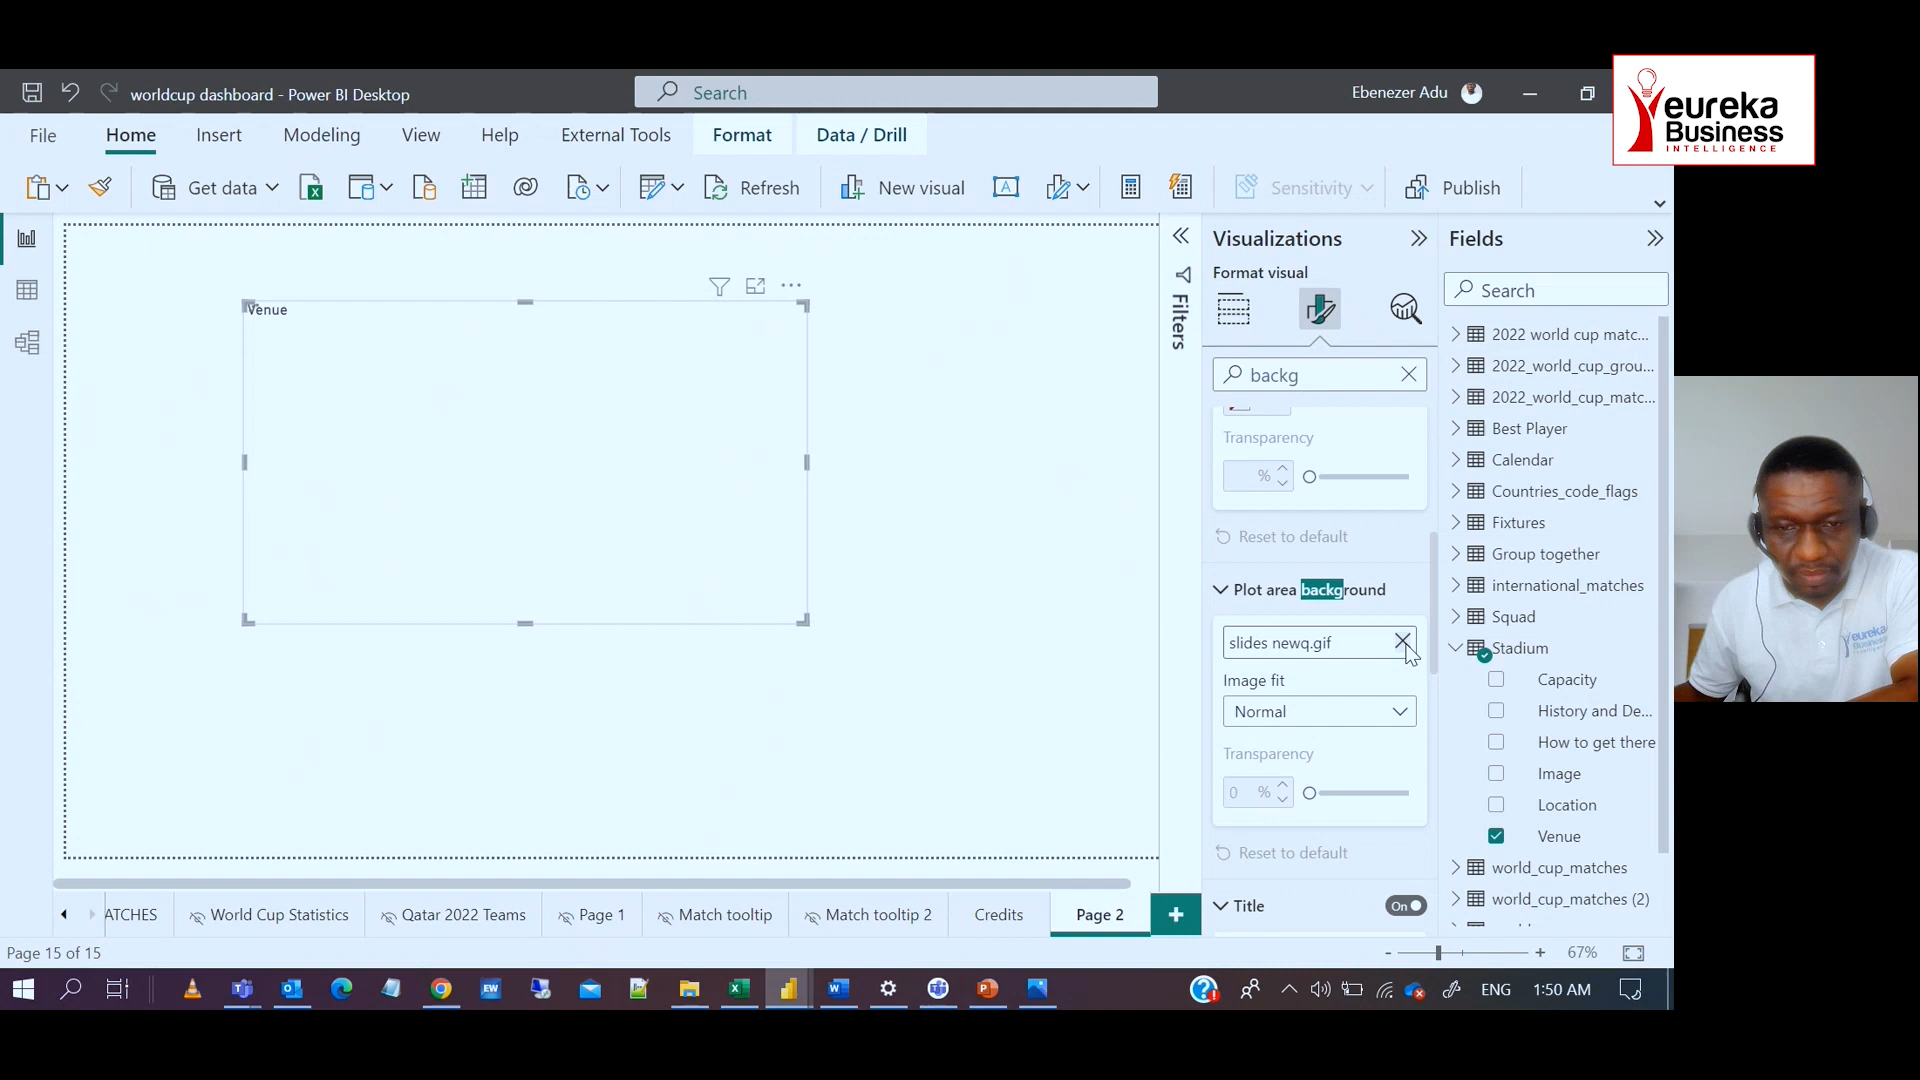 worldcup dashboard - Power BI Desktop
Search
Ebenezer Adu
eureka
Business
INTELLIGENCE
File
Home
Insert
Modeling
View
Help
External Tools
Format
Data / Drill
Get data
Refresh
New visual
Sensitivity
Publish
Venue
Filters
Visualizations
Format visual
backg
Transparency
%
Reset to default
Plot area background
slides newq.gif
Image fit
Normal
Transparency
0 %
Reset to default
Title
On
Fields
Search
2022 world cup matc...
2022_world_cup_grou...
2022_world_cup_matc...
Best Player
Calendar
Countries_code_flags
Fixtures
Group together
international_matches
Squad
Stadium
Capacity
History and De...
How to get there
Image
Location
Venue
world_cup_matches
world_cup_matches (2)
ATCHES
World Cup Statistics
Qatar 2022 Teams
Page 1
Match tooltip
Match tooltip 2
Credits
Page 2
Page 15 of 15
67%
ENG
1:50 AM